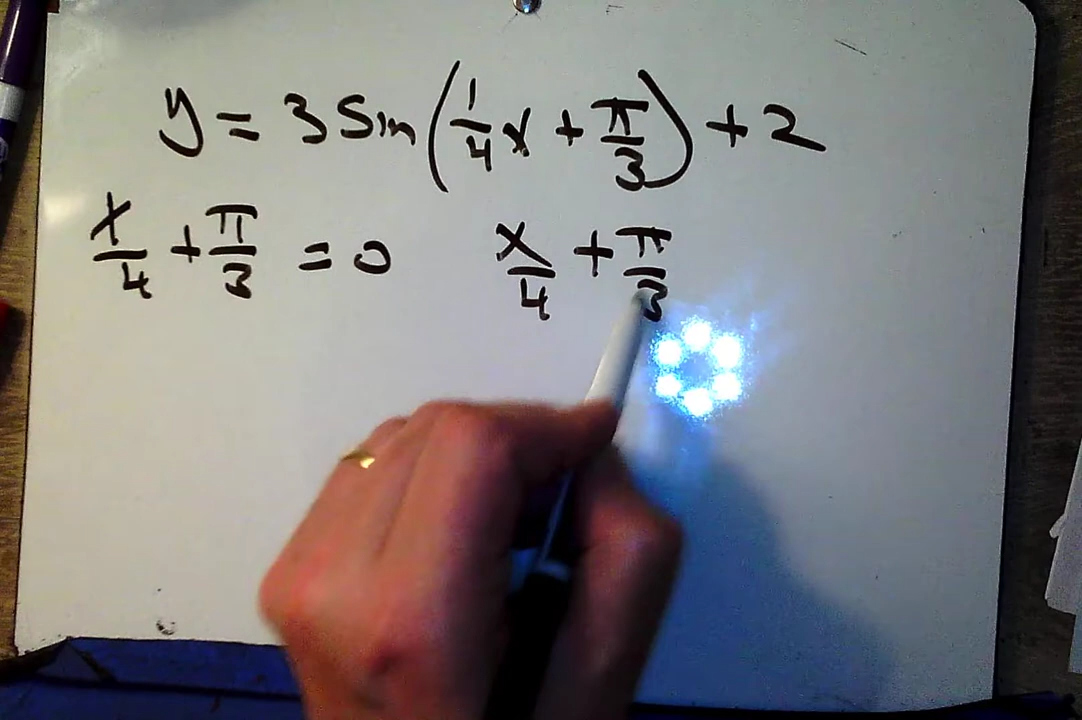 y = 3 Sin(1/4 x + π/3) + 2
x/4 + π/3 = 0 x/4 + π/3